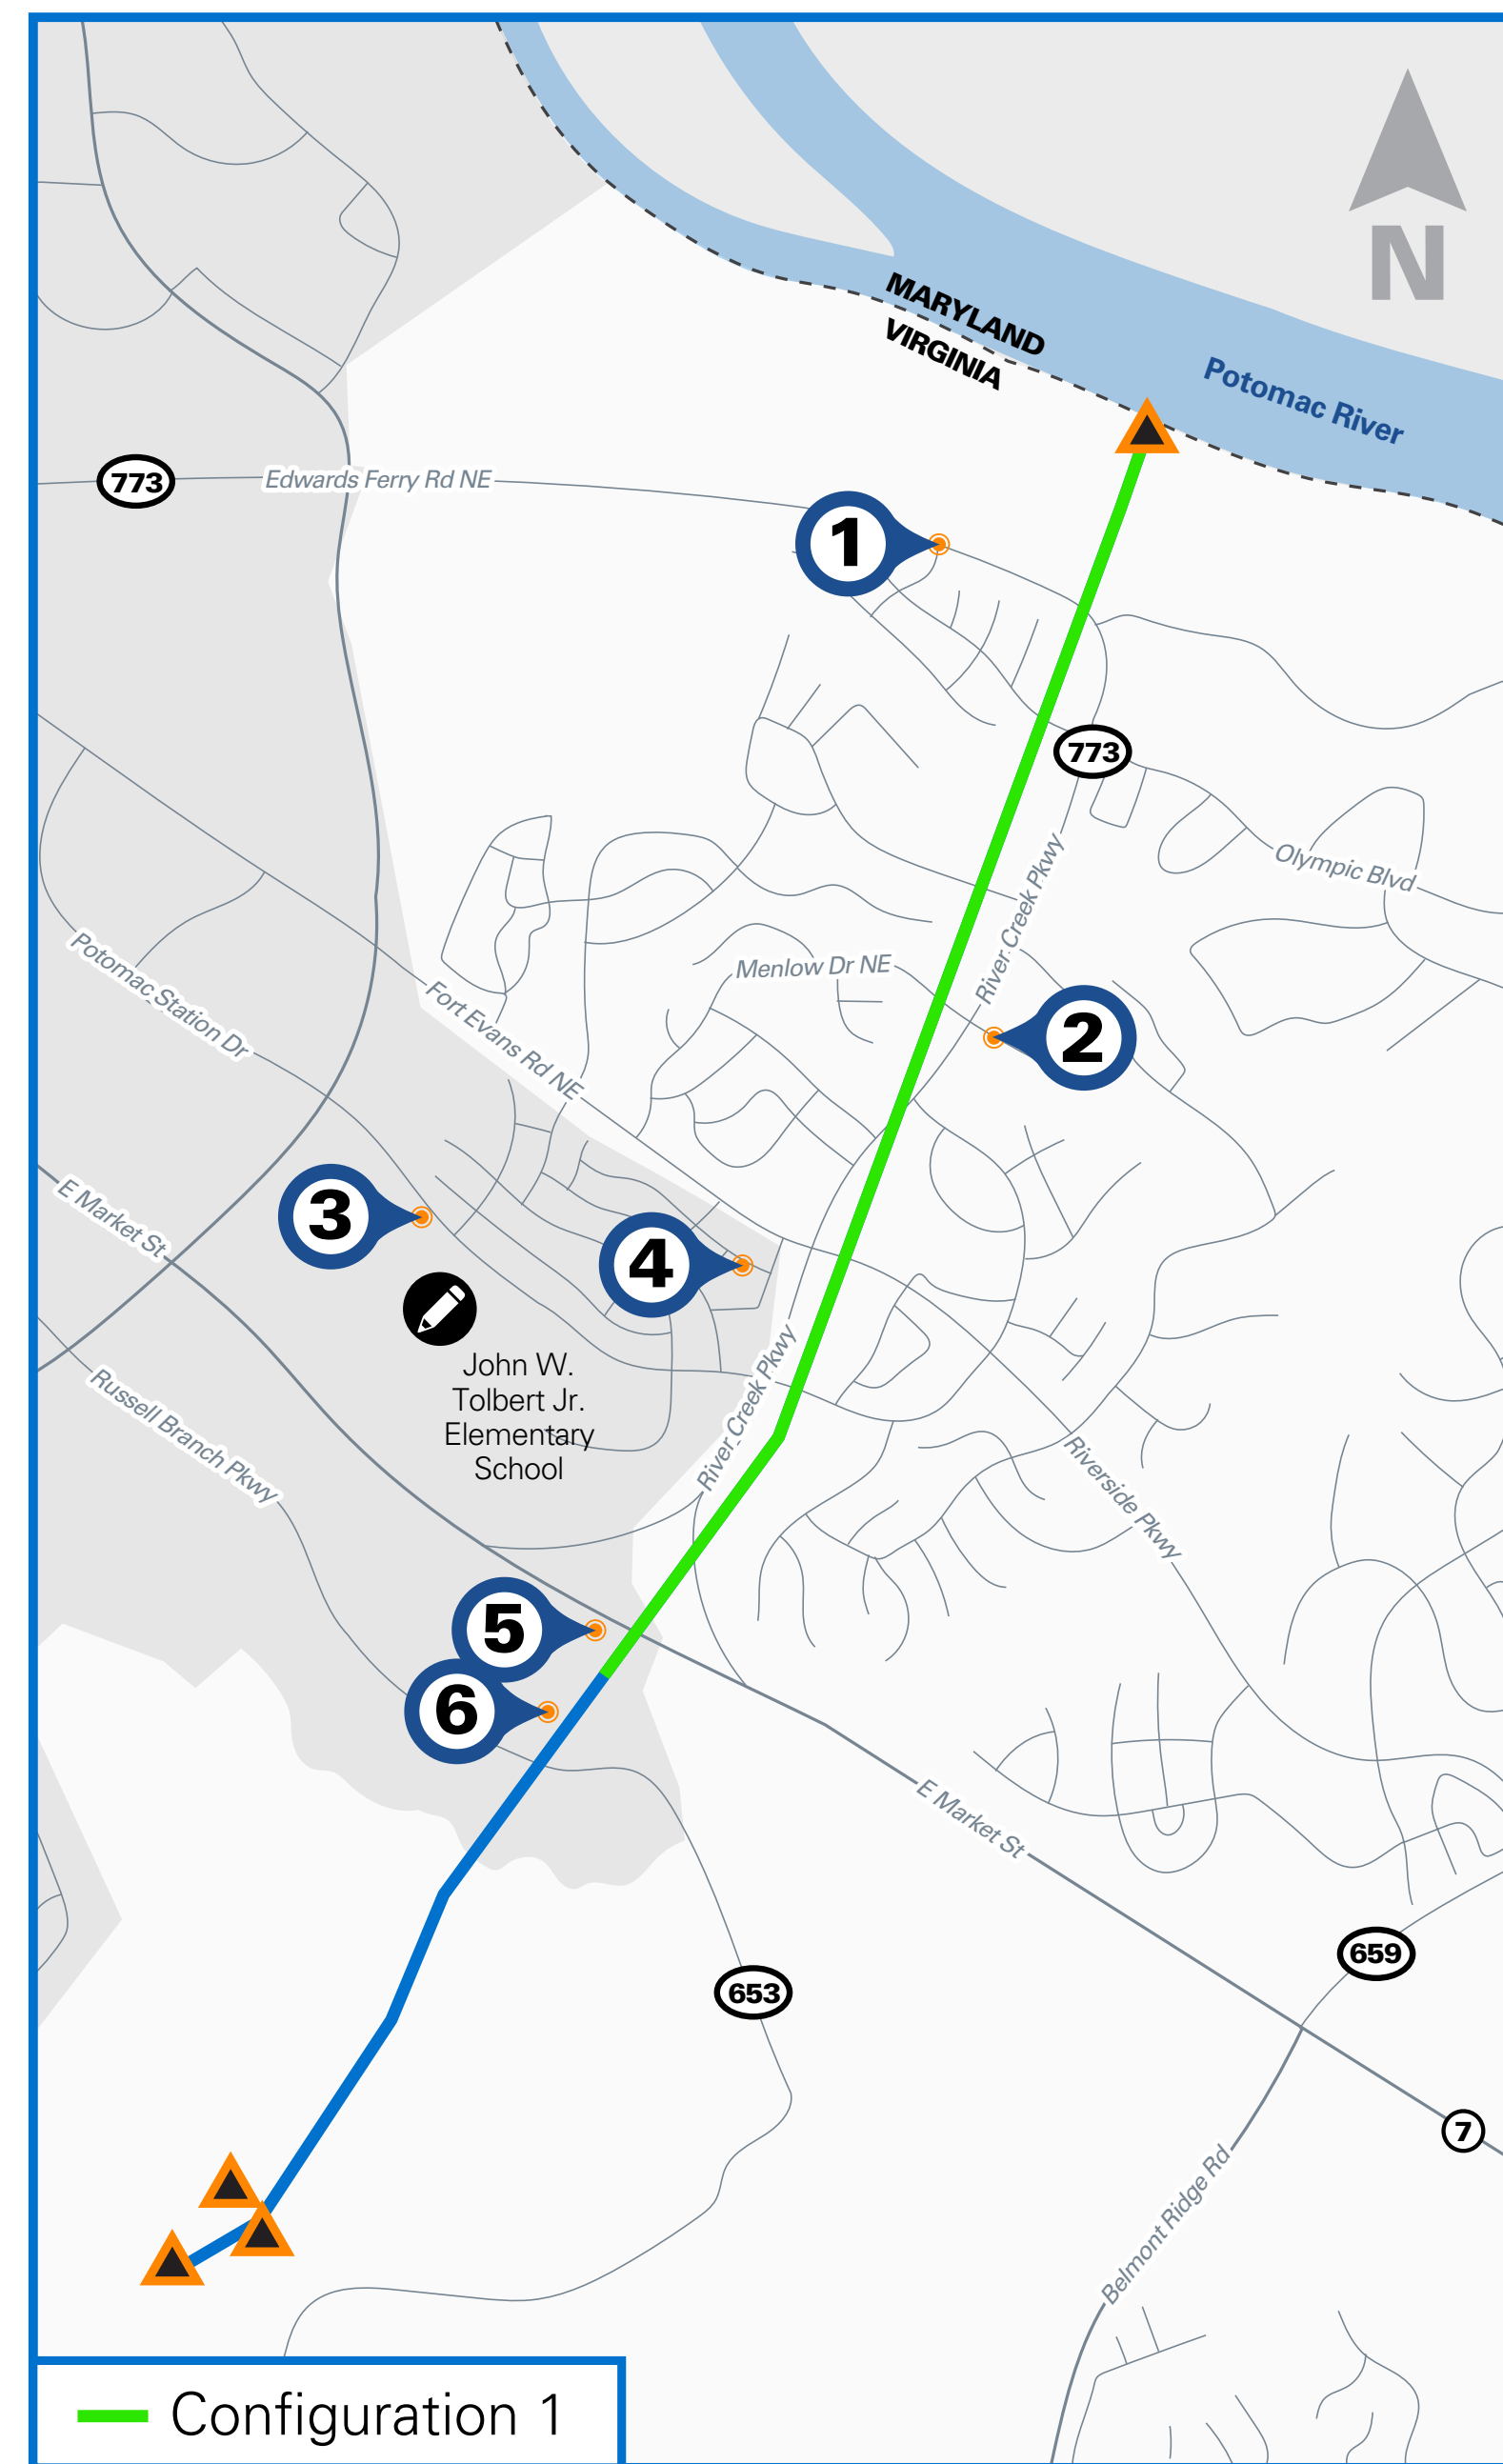 N
MARYLAND
VIRGINIA
Potomac River
773
Edwards Ferry Rd NE
1
773
River Creek Pkwy
Olympic Blvd
Menlow Dr NE
2
Potomac Station Dr
Fort Evans Rd NE
E Market St
3
4
John W.
Tolbert Jr.
Elementary
School
River Creek Pkwy
Russell Branch Pkwy
Riverside Pkwy
5
6
E Market St
659
653
7
Belmont Ridge Rd
Configuration 1